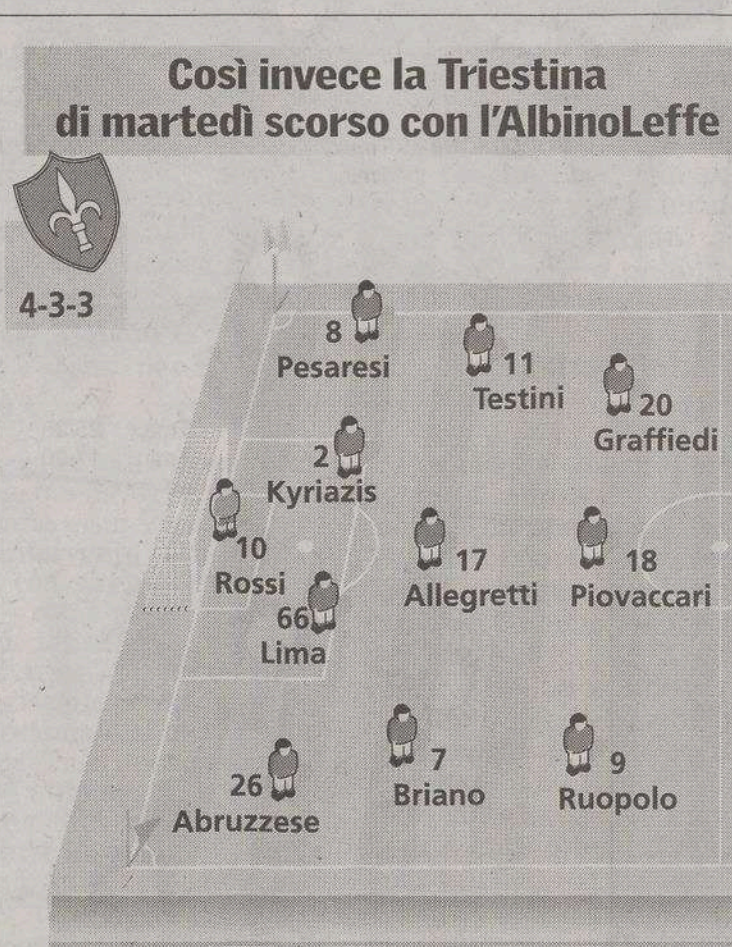 Così invece la Triestina
di martedì scorso con l'AlbinoLeffe
4-3-3
8
Pesaresi
11
Testini
20
Graffiedi
2
Kyriazis
10
Rossi
17
Allegretti
18
Piovaccari
66
Lima
26
Abruzzese
7
Briano
9
Ruopolo